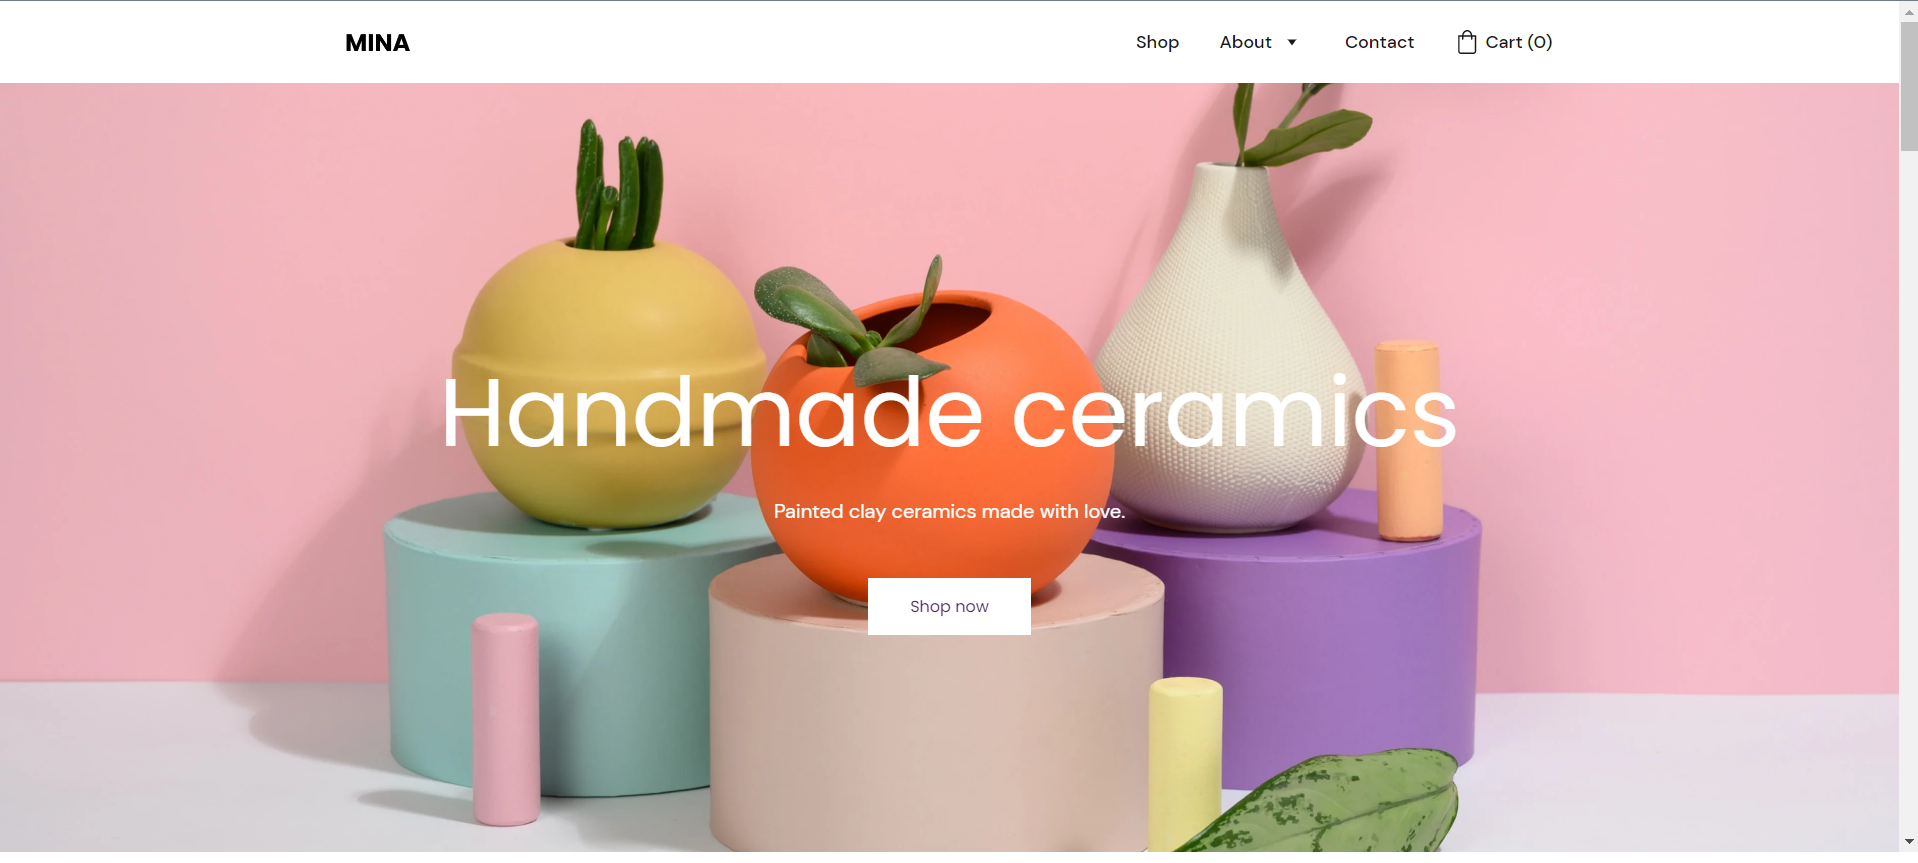 MINA
Shop
About
Contact
Cart (0)
Handmade ceramics
Painted clay ceramics made with love.
Shop now